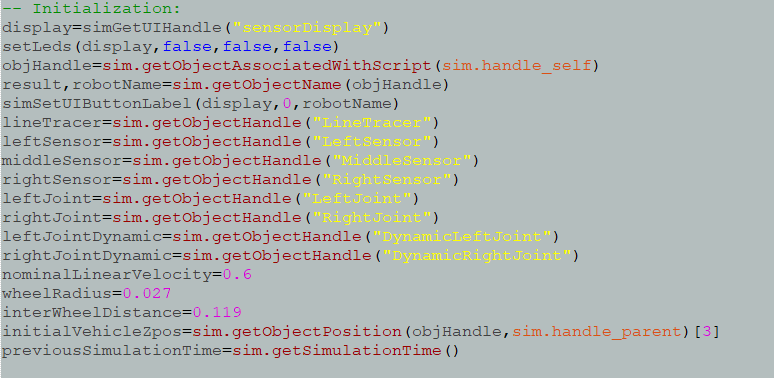 -- Initialization:
display=simGetUIHandle("sensorDisplay")
setLeds(display,false,false,false)
objHandle=sim.getObjectAssociatedWithScript(sim.handle_self)
result,robotName=sim.getObjectName(objHandle)
simSetUIButtonLabel(display,0,robotName)
lineTracer=sim.getObjectHandle("LineTracer")
leftSensor=sim.getObjectHandle("LeftSensor")
middleSensor=sim.getObjectHandle("MiddleSensor")
rightSensor=sim.getObjectHandle("RightSensor")
leftJoint=sim.getObjectHandle("LeftJoint")
rightJoint=sim.getObjectHandle("RightJoint")
leftJointDynamic=sim.getObjectHandle("DynamicLeftJoint")
rightJointDynamic=sim.getObjectHandle("DynamicRightJoint")
nominalLinearVelocity=0.6
wheelRadius=0.027
interWheelDistance=0.119
initialVehicleZpos=sim.getObjectPosition(objHandle,sim.handle_parent)[3]
previousSimulationTime=sim.getSimulationTime()